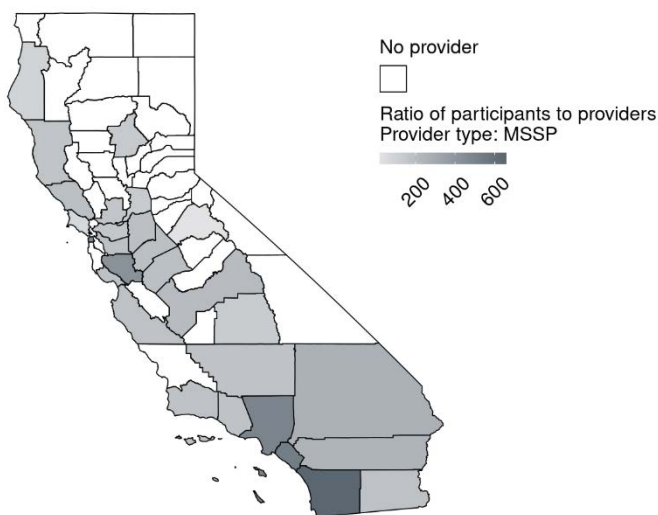 No provider
Ratio of participants to providers
Provider type: MSSP
200 400 600